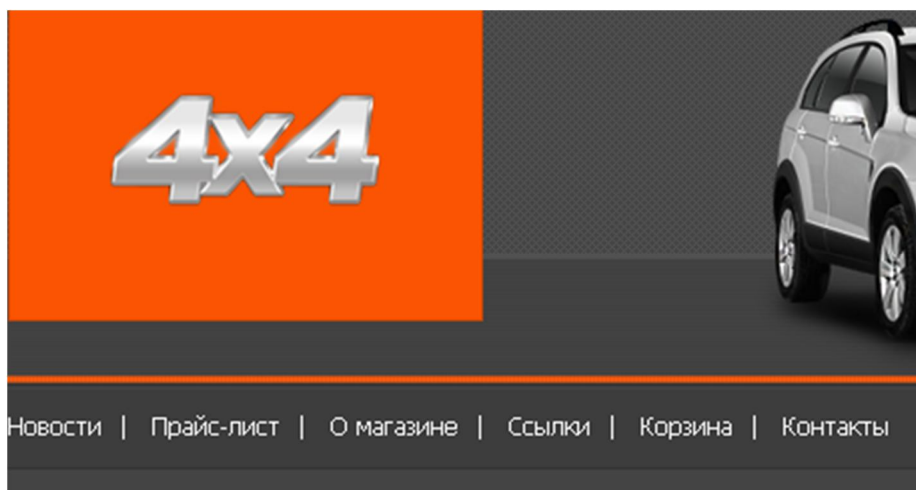 4x4
Новости | Прайс-лист | О магазине | Ссылки | Корзина | Контакты